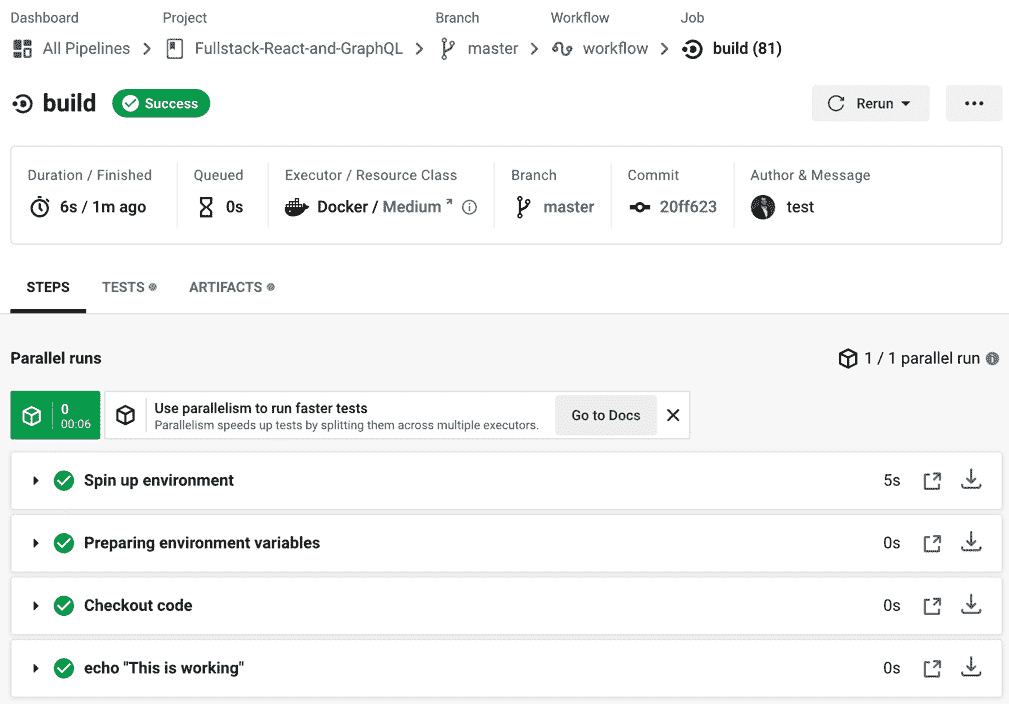 Dashboard Project Branch Workflow Job
All Pipelines Fullstack-React-and-GraphQL master workflow build (81)
build Success Rerun
Duration / Finished Queued Executor / Resource Class Branch Commit Author & Message
6s / 1m ago 0s Docker / Medium master 20ff623 test
STEPS TESTS ARTIFACTS
Parallel runs 1 / 1 parallel run
0
00:06
Use parallelism to run faster tests
Parallelism speeds up tests by splitting them across multiple executors.
Go to Docs
Spin up environment 5s
Preparing environment variables 0s
Checkout code 0s
echo "This is working" 0s